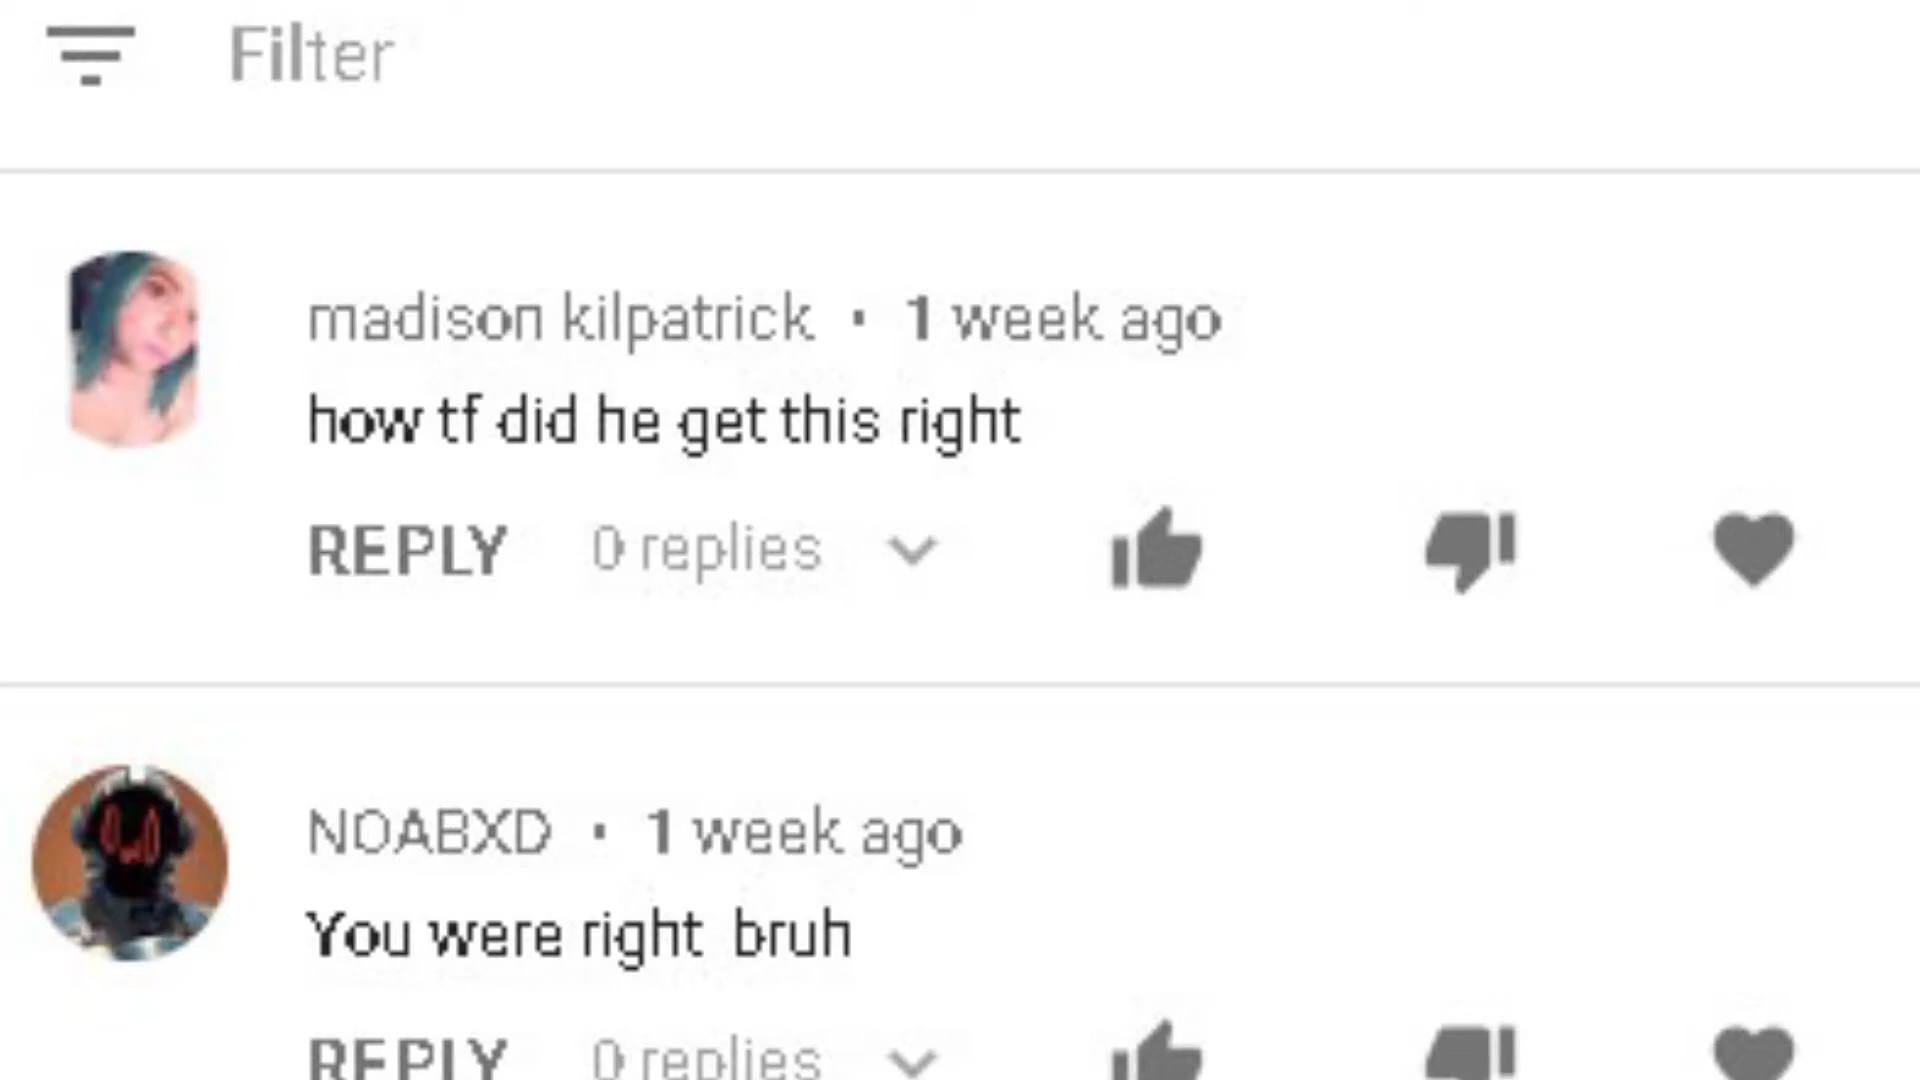 Filter
madison kilpatrick • 1 week ago
how tf did he get this right
REPLY 0 replies
NOABXD • 1 week ago
You were right bruh
REPLY 0 replies